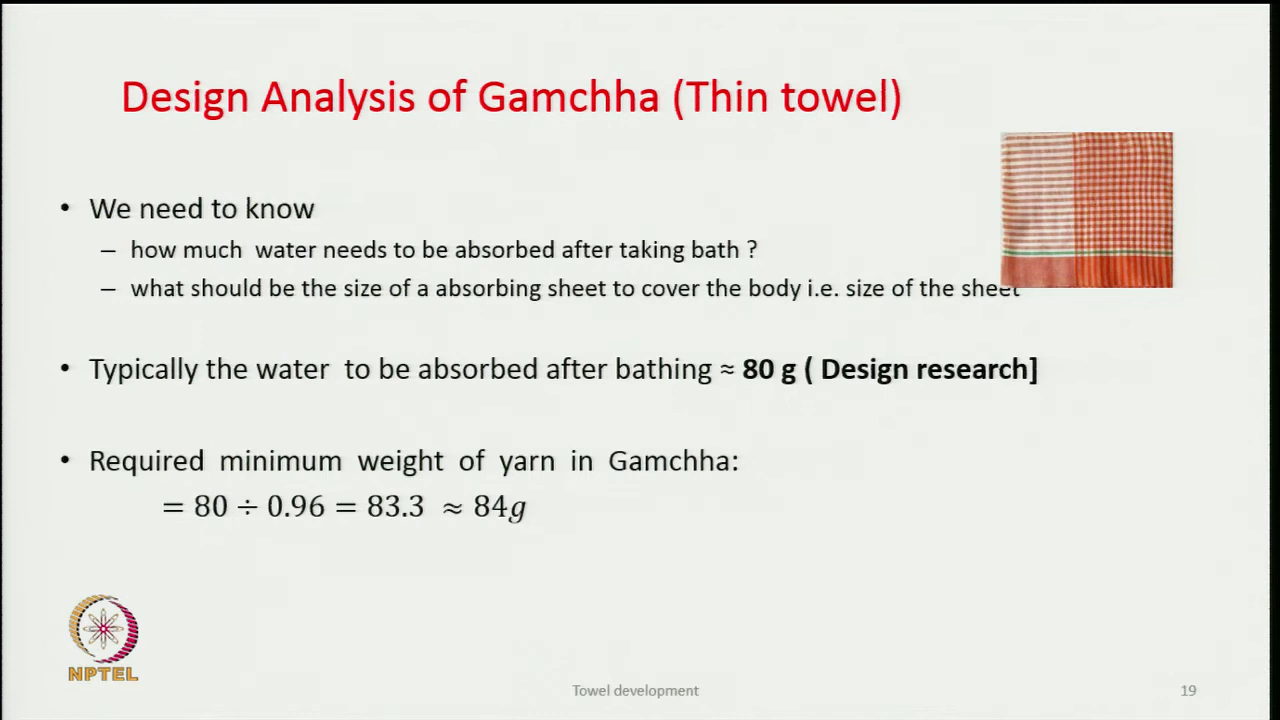 Design Analysis of Gamchha (Thin towel)
• We need to know
– how much water needs to be absorbed after taking bath ?
– what should be the size of a absorbing sheet to cover the body i.e. size of the sheet
• Typically the water to be absorbed after bathing ≈ 80 g ( Design research]
• Required minimum weight of yarn in Gamchha:
= 80 ÷ 0.96 = 83.3 ≈ 84g
NPTEL
Towel development
19